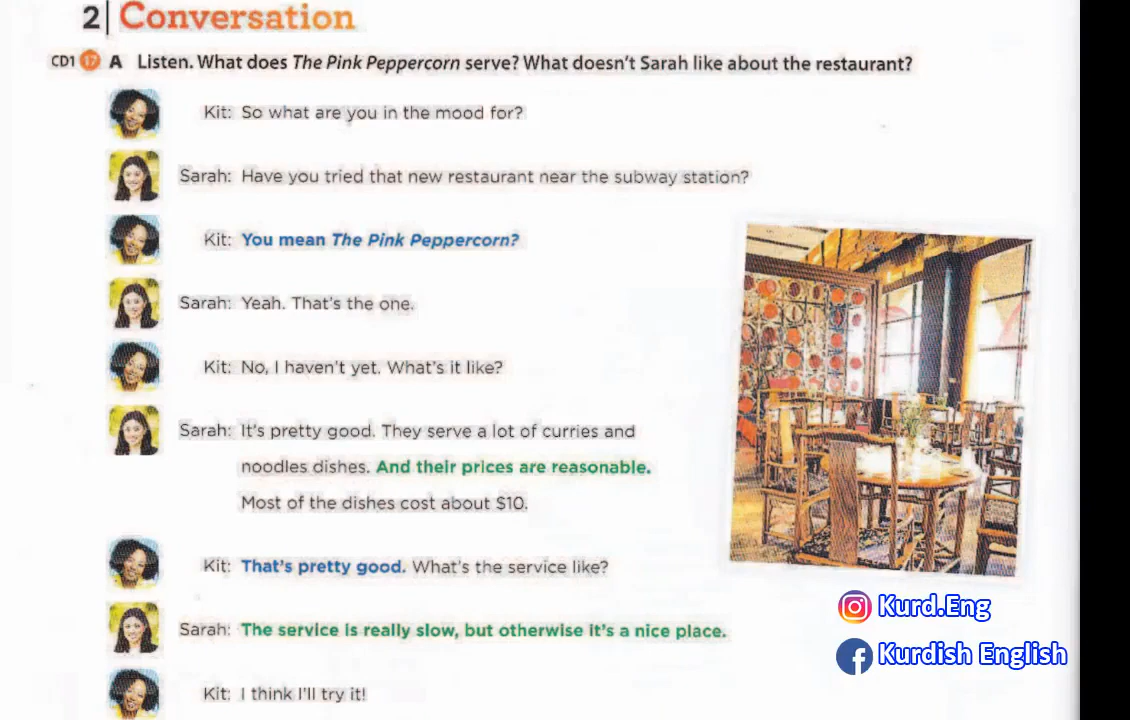 2 Conversation
CD1 17 A Listen. What does The Pink Peppercorn serve? What doesn't Sarah like about the restaurant?
Kit: So what are you in the mood for?
Sarah: Have you tried that new restaurant near the subway station?
Kit: You mean The Pink Peppercorn?
Sarah: Yeah. That's the one.
Kit: No, I haven't yet. What's it like?
Sarah: It's pretty good. They serve a lot of curries and
noodles dishes. And their prices are reasonable.
Most of the dishes cost about $10.
Kit: That's pretty good. What's the service like?
Sarah: The service is really slow, but otherwise it's a nice place.
Kit: I think I'll try it!
Kurd.Eng
Kurdish English